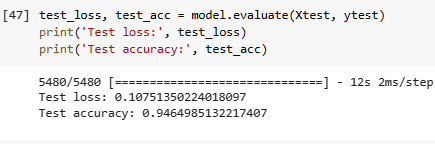 [47] test_loss, test_acc = model.evaluate(Xtest, ytest)
print('Test loss:', test_loss)
print('Test accuracy:', test_acc)
5480/5480 [==============================] - 12s 2ms/step
Test loss: 0.10751350224018097
Test accuracy: 0.9464985132217407